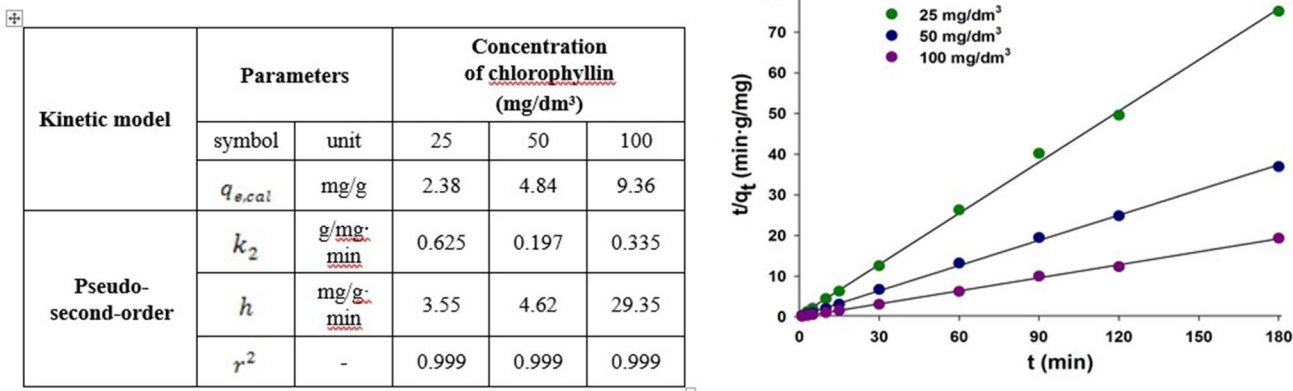 Kinetic model
Parameters
Concentration
of chlorophyllin
(mg/dm³)
symbol unit 25 50 100
qe,cal mg/g 2.38 4.84 9.36
Pseudo-
second-order
k₂ g/mg·
min 0.625 0.197 0.335
h mg/g·
min 3.55 4.62 29.35
r² - 0.999 0.999 0.999
25 mg/dm³
50 mg/dm³
100 mg/dm³
t/qt (min·g/mg)
70
60
50
40
30
20
10
0
0 30 60 90 120 150 180
t (min)